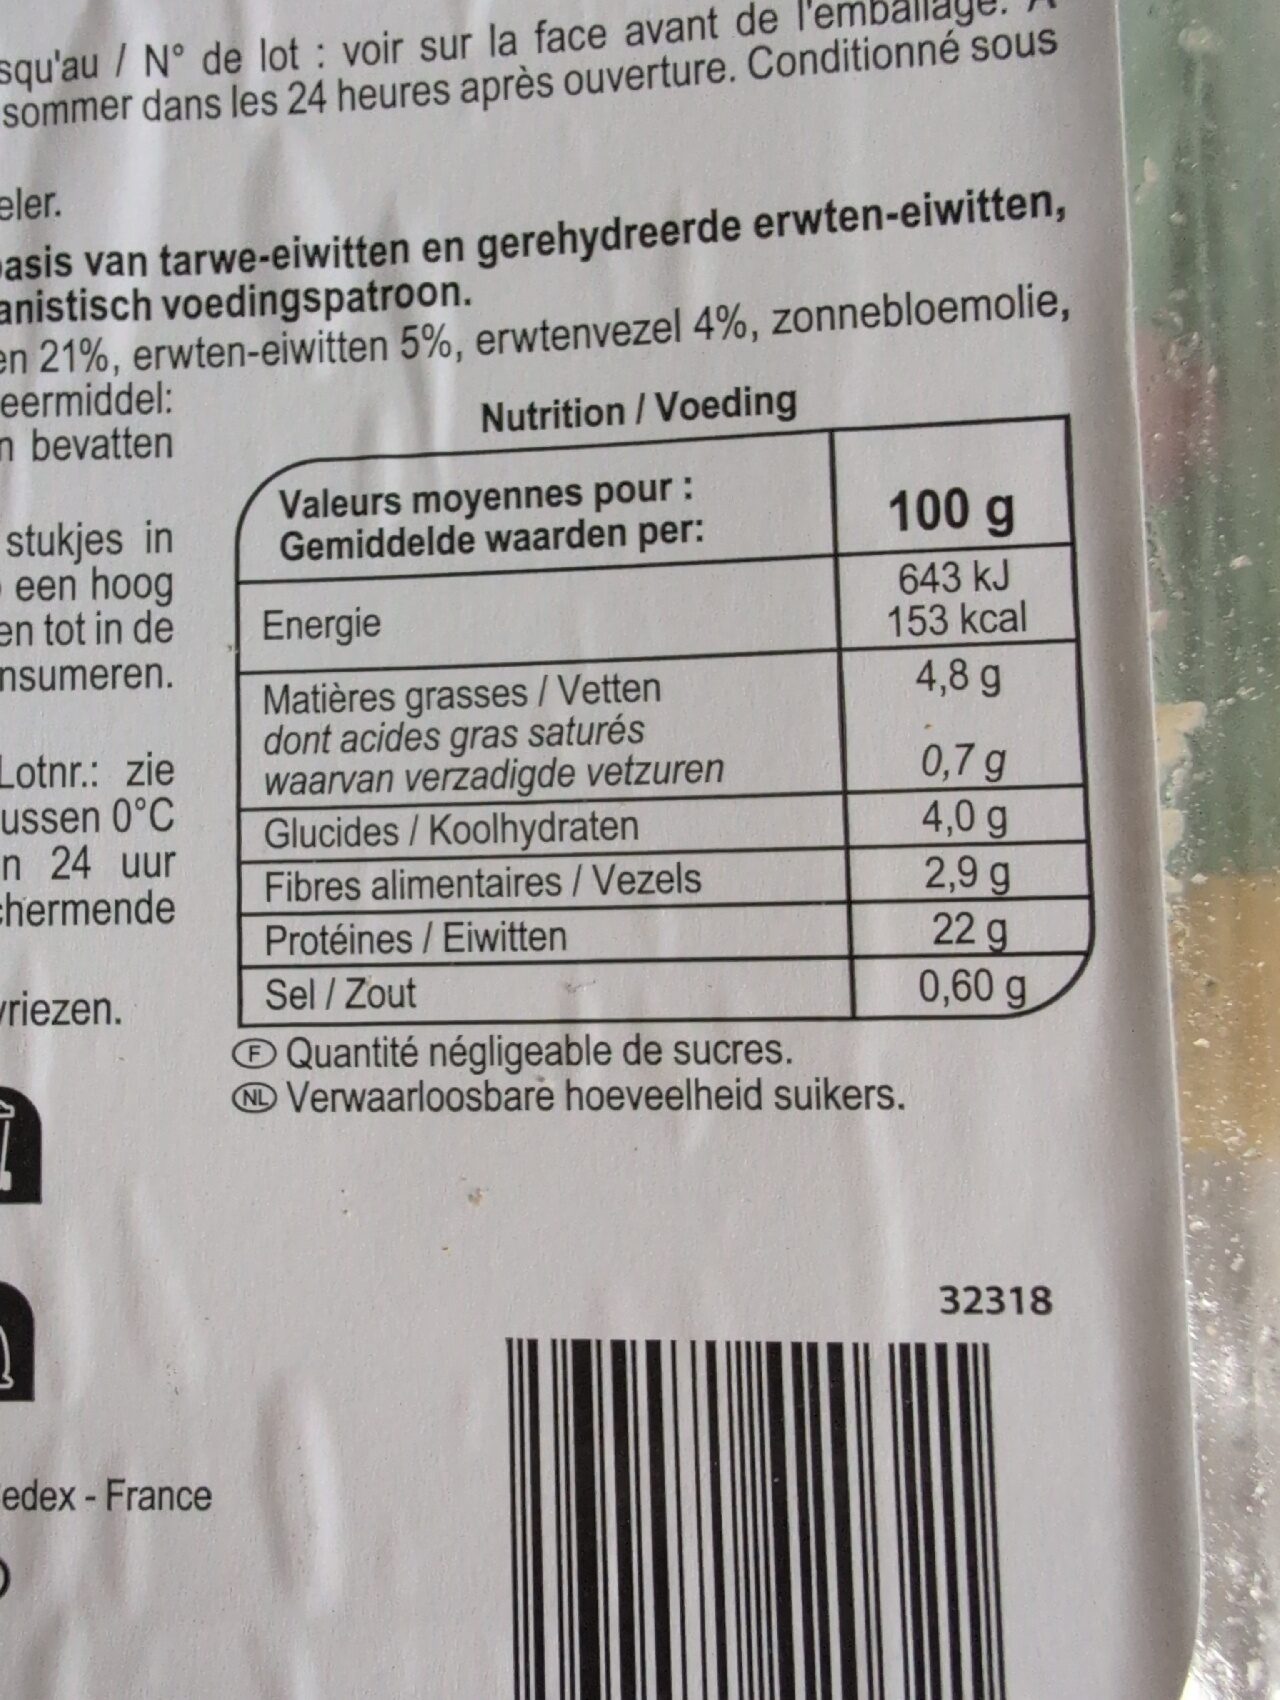 squ'au / N° de lot : voir sur la face avant de l'emballage. A
sommer dans les 24 heures après ouverture. Conditionné sous
eler.
asis van tarwe-eiwitten en gerehydreerde erwten-eiwitten,
anistisch voedingspatroon.
en 21%, erwten-eiwitten 5%, erwtenvezel 4%, zonnebloemolie,
eermiddel:
n bevatten
stukjes in
een hoog
en tot in de
nsumeren.
Lotnr.: zie
ussen 0°C
n 24 uur
chermende
vriezen.
Nutrition / Voeding
Valeurs moyennes pour :
Gemiddelde waarden per:
100 g
Energie
643 kJ
153 kcal
Matières grasses / Vetten 4,8 g
dont acides gras saturés
waarvan verzadigde vetzuren 0,7 g
Glucides / Koolhydraten 4,0 g
Fibres alimentaires / Vezels 2,9 g
Protéines / Eiwitten 22 g
Sel / Zout 0,60 g
F Quantité négligeable de sucres.
NL Verwaarloosbare hoeveelheid suikers.
32318
edex - France